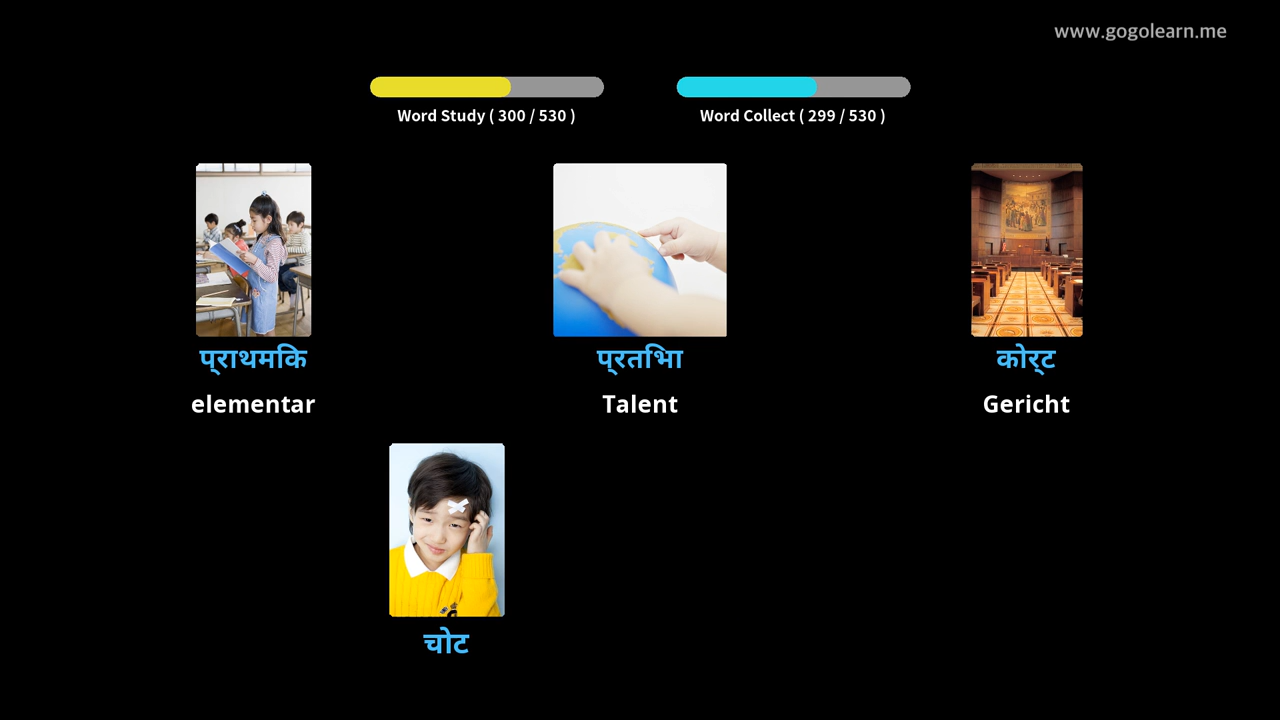 www.gogolearn.me
Word Study ( 300 / 530 )
Word Collect ( 299 / 530 )
प्राथमिक
प्रतिभा
कोर्ट
elementar
Talent
Gericht
चोट